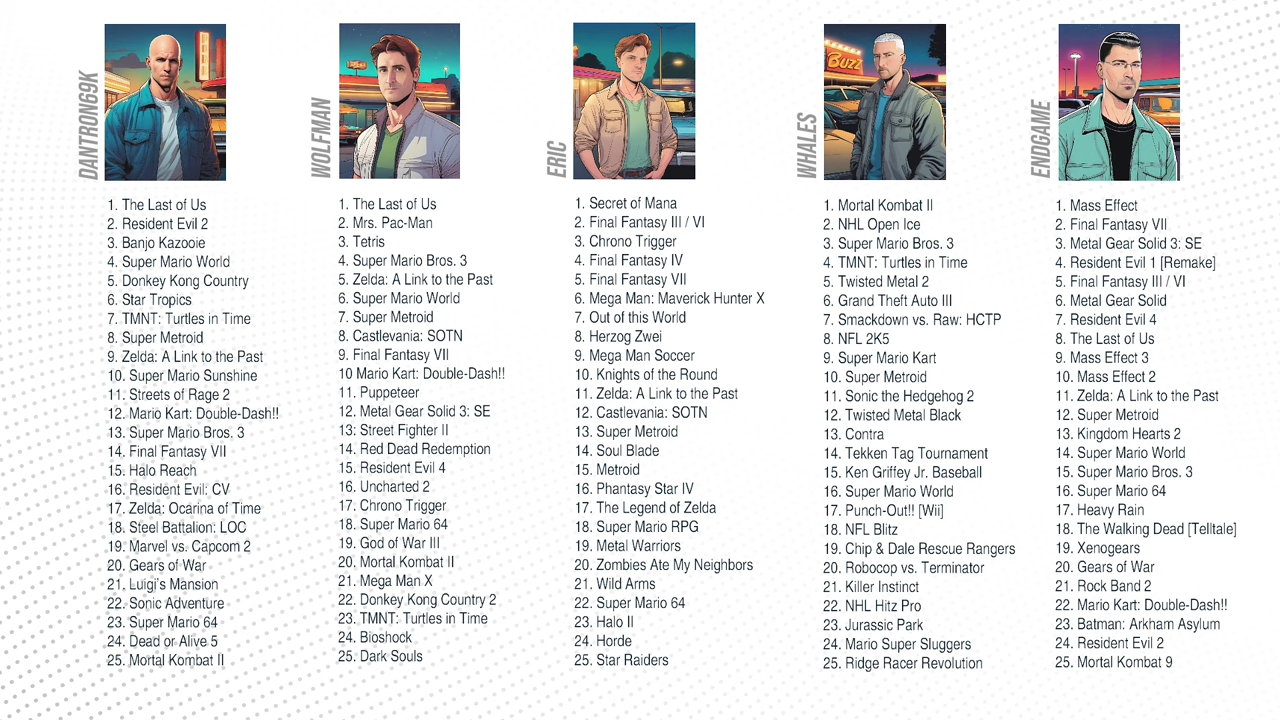 DANTRON69K
1. The Last of Us
2. Resident Evil 2
3. Banjo Kazooie
4. Super Mario World
5. Donkey Kong Country
6. Star Tropics
7. TMNT: Turtles in Time
8. Super Metroid
9. Zelda: A Link to the Past
10. Super Mario Sunshine
11. Streets of Rage 2
12. Mario Kart: Double-Dash!!
13. Super Mario Bros. 3
14. Final Fantasy VII
15. Halo Reach
16. Resident Evil: CV
17. Zelda: Ocarina of Time
18. Steel Battalion: LOC
19. Marvel vs. Capcom 2
20. Gears of War
21. Luigi's Mansion
22. Sonic Adventure
23. Super Mario 64
24. Dead or Alive 5
25. Mortal Kombat II
WOLFMAN
1. The Last of Us
2. Mrs. Pac-Man
3. Tetris
4. Super Mario Bros. 3
5. Zelda: A Link to the Past
6. Super Mario World
7. Super Metroid
8. Castlevania: SOTN
9. Final Fantasy VII
10 Mario Kart: Double-Dash!!
11. Puppeteer
12. Metal Gear Solid 3: SE
13: Street Fighter II
14. Red Dead Redemption
15. Resident Evil 4
16. Uncharted 2
17. Chrono Trigger
18. Super Mario 64
19. God of War III
20. Mortal Kombat II
21. Mega Man X
22. Donkey Kong Country 2
23. TMNT: Turtles in Time
24. Bioshock
25. Dark Souls
ERIC
1. Secret of Mana
2. Final Fantasy III / VI
3. Chrono Trigger
4. Final Fantasy IV
5. Final Fantasy VII
6. Mega Man: Maverick Hunter X
7. Out of this World
8. Herzog Zwei
9. Mega Man Soccer
10. Knights of the Round
11. Zelda: A Link to the Past
12. Castlevania: SOTN
13. Super Metroid
14. Soul Blade
15. Metroid
16. Phantasy Star IV
17. The Legend of Zelda
18. Super Mario RPG
19. Metal Warriors
20. Zombies Ate My Neighbors
21. Wild Arms
22. Super Mario 64
23. Halo II
24. Horde
25. Star Raiders
WHALES
Buzz
1. Mortal Kombat II
2. NHL Open Ice
3. Super Mario Bros. 3
4. TMNT: Turtles in Time
5. Twisted Metal 2
6. Grand Theft Auto III
7. Smackdown vs. Raw: HCTP
8. NFL 2K5
9. Super Mario Kart
10. Super Metroid
11. Sonic the Hedgehog 2
12. Twisted Metal Black
13. Contra
14. Tekken Tag Tournament
15. Ken Griffey Jr. Baseball
16. Super Mario World
17. Punch-Out!! [Wii]
18. NFL Blitz
19. Chip & Dale Rescue Rangers
20. Robocop vs. Terminator
21. Killer Instinct
22. NHL Hitz Pro
23. Jurassic Park
24. Mario Super Sluggers
25. Ridge Racer Revolution
ENDGAME
1. Mass Effect
2. Final Fantasy VII
3. Metal Gear Solid 3: SE
4. Resident Evil 1 [Remake]
5. Final Fantasy III / VI
6. Metal Gear Solid
7. Resident Evil 4
8. The Last of Us
9. Mass Effect 3
10. Mass Effect 2
11. Zelda: A Link to the Past
12. Super Metroid
13. Kingdom Hearts 2
14. Super Mario World
15. Super Mario Bros. 3
16. Super Mario 64
17. Heavy Rain
18. The Walking Dead [Telltale]
19. Xenogears
20. Gears of War
21. Rock Band 2
22. Mario Kart: Double-Dash!!
23. Batman: Arkham Asylum
24. Resident Evil 2
25. Mortal Kombat 9